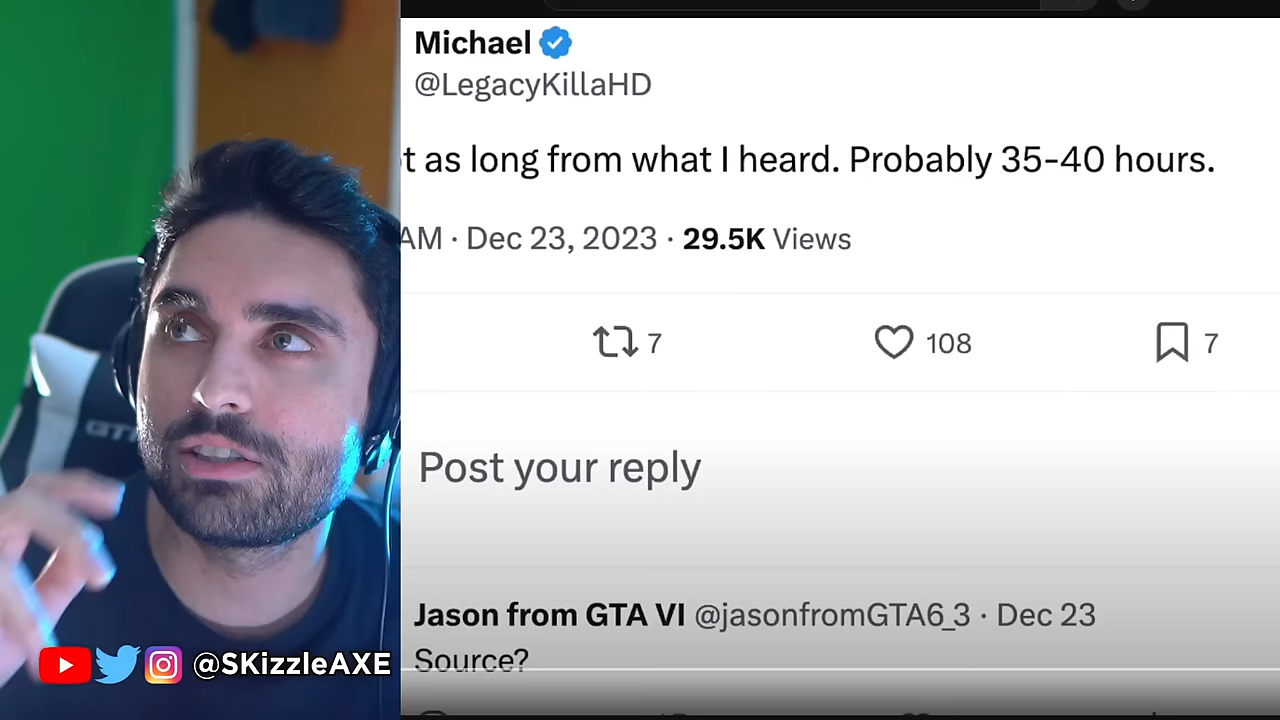 Michael
@LegacyKillaHD
as long from what I heard. Probably 35-40 hours.
AM · Dec 23, 2023 · 29.5K Views
7
108
7
Post your reply
Jason from GTA VI @jasonfromGTA6_3 · Dec 23
Source?
@SKizzleAXE